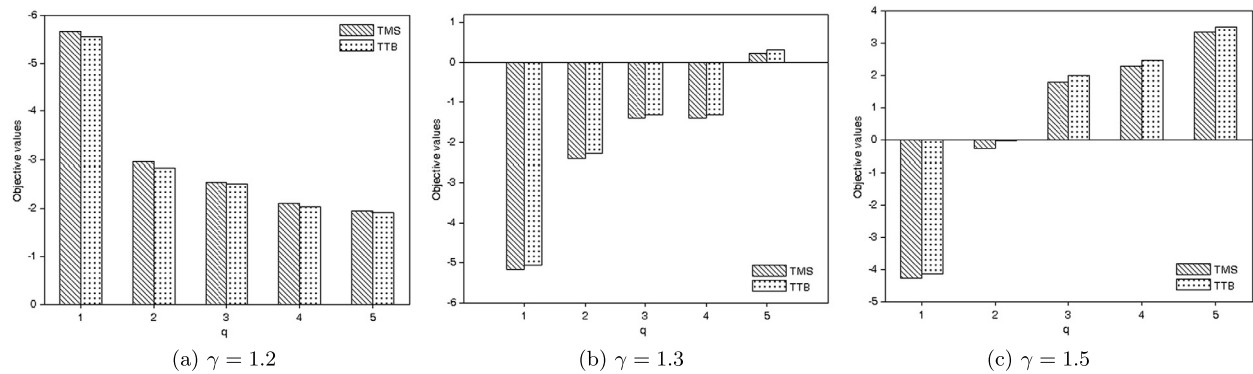 -6
-5
-4
-3
-2
-1
0
Objective values
1 2 3 4 5
q
TMS
TTB
(a) γ = 1.2
1
0
-1
-2
-3
-4
-5
-6
Objective values
1 2 3 4 5
q
TMS
TTB
(b) γ = 1.3
4
3
2
1
0
-1
-2
-3
-4
-5
Objective values
1 2 3 4 5
q
TMS
TTB
(c) γ = 1.5